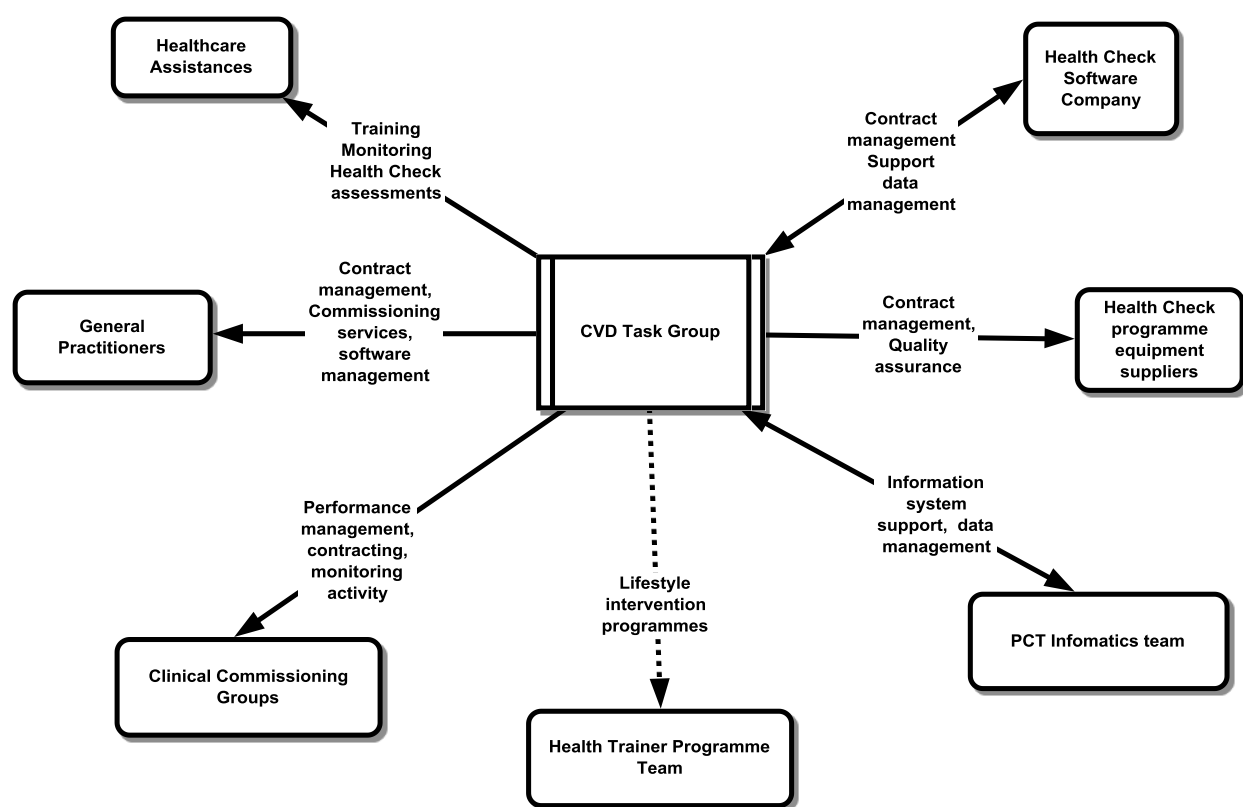 Healthcare
Assistances
Health Check
Software
Company
Training
Monitoring
Health Check
assessments
Contract
management
Support
data
management
General
Practitioners
Contract
management,
Commissioning
services,
software
management
CVD Task Group
Contract
management,
Quality
assurance
Health Check
programme
equipment
suppliers
Performance
management,
contracting,
monitoring
activity
Lifestyle
intervention
programmes
Information
system
support, data
management
Clinical Commissioning
Groups
Health Trainer Programme
Team
PCT Infomatics team